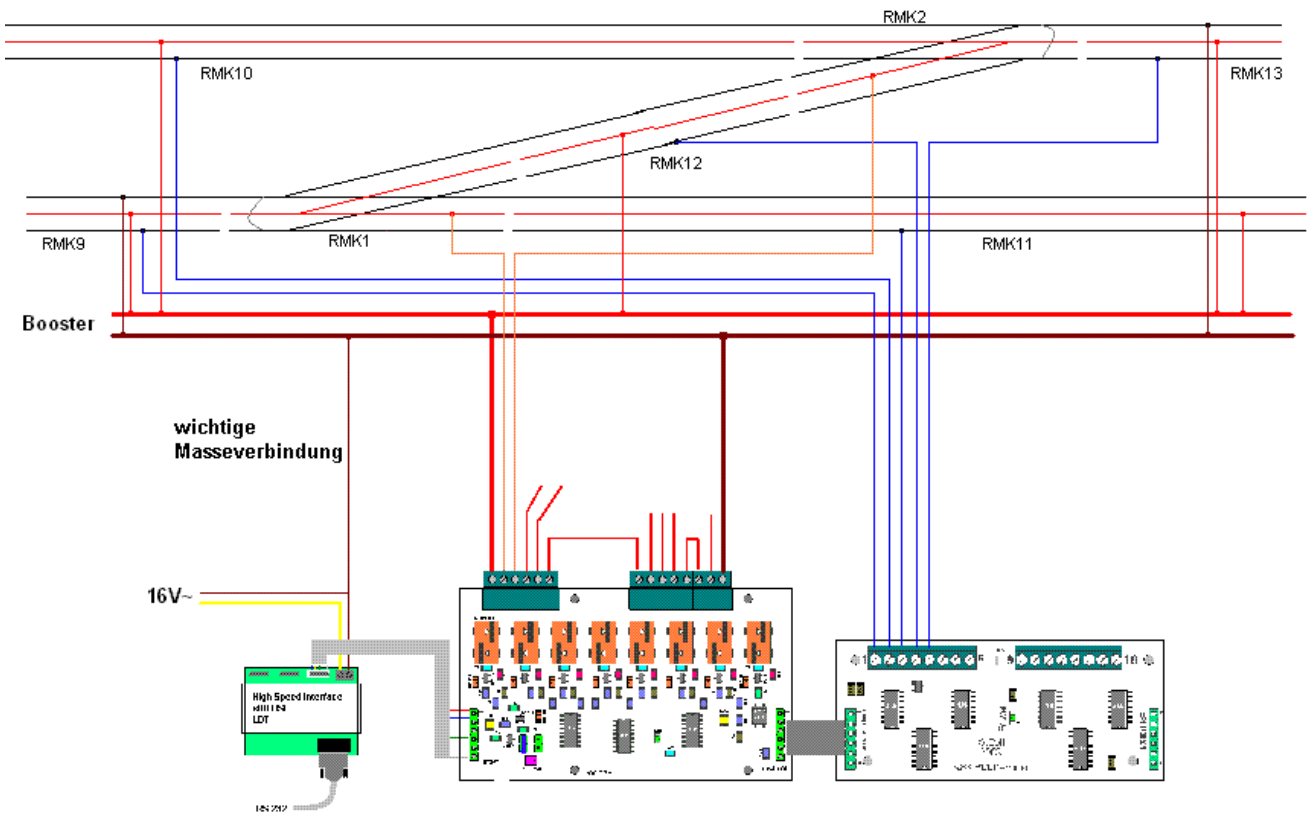 RMK2
RMK10
RMK13
RMK12
RMK9
RMK1
RMK11
Booster
wichtige
Masseverbindung
16V~
High Speed Interface
LDT
RS 232